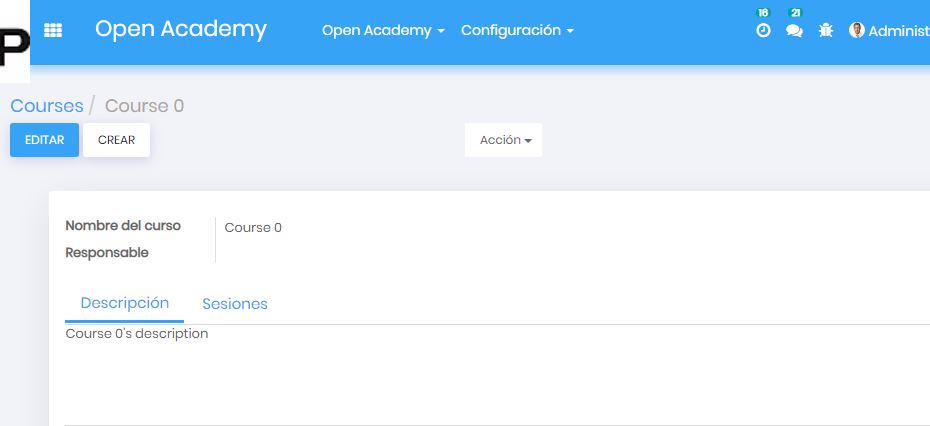 P
16 21
Open Academy Open Academy Configuración Administ
Courses / Course 0
EDITAR CREAR Acción
Nombre del curso Course 0
Responsable
Descripción Sesiones
Course 0's description